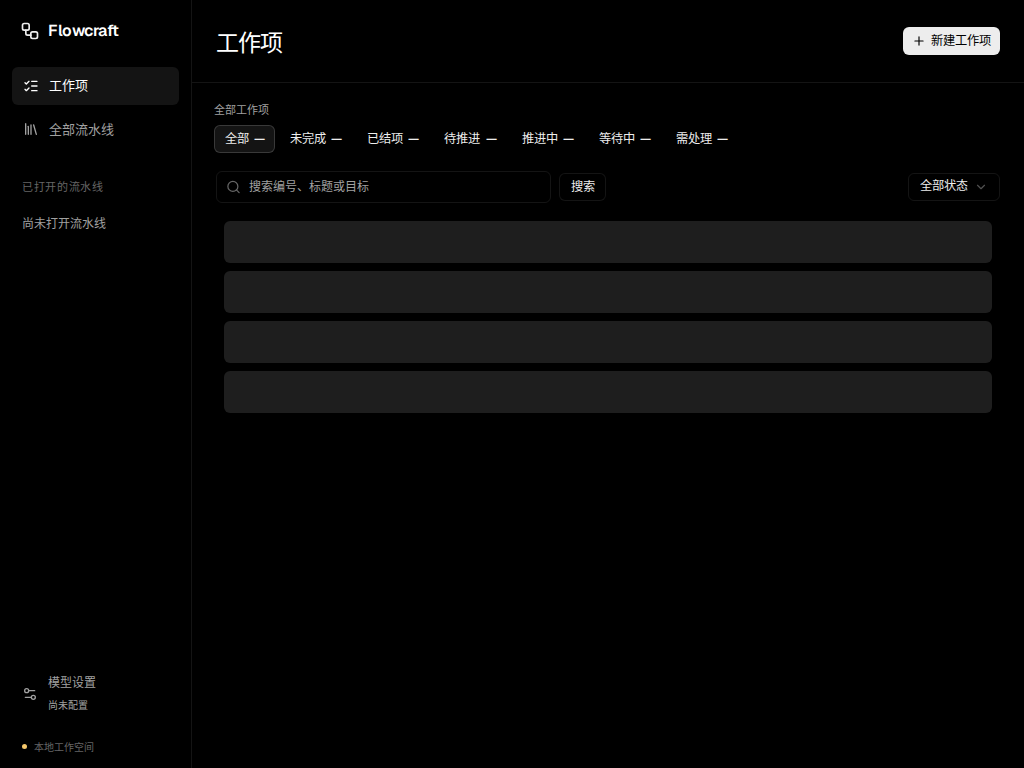 Flowcraft
工作项
全部流水线
已打开的流水线
尚未打开流水线
模型设置
尚未配置
本地工作空间
工作项
新建工作项
全部工作项
全部 — 未完成 — 已结项 — 待推进 — 推进中 — 等待中 — 需处理 —
搜索编号、标题或目标 搜索 全部状态